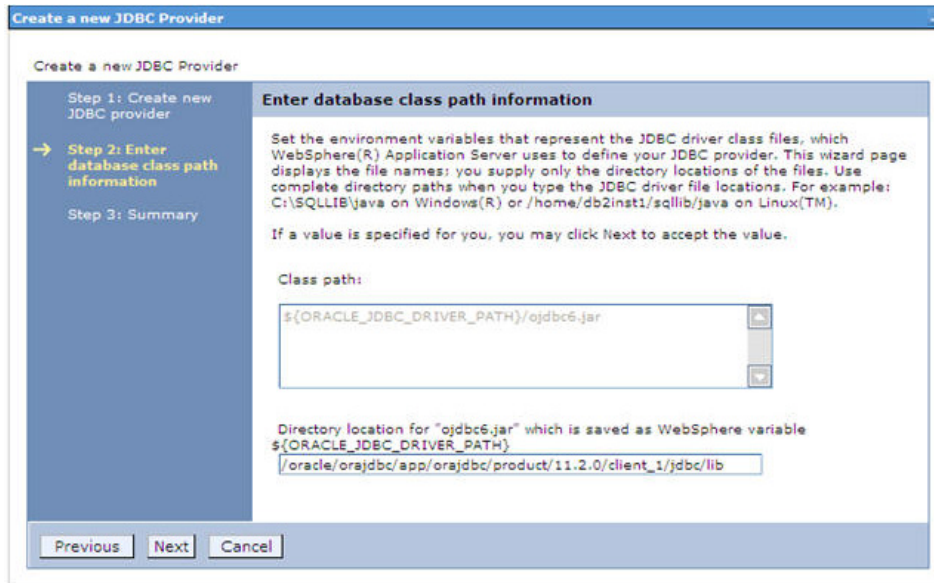 Create a new JDBC Provider
Create a new JDBC Provider
Step 1: Create new
JDBC provider
Step 2: Enter
database class path
information
Step 3: Summary
Enter database class path information
Set the environment variables that represent the JDBC driver class files, which
WebSphere(R) Application Server uses to define your JDBC provider. This wizard page
displays the file names; you supply only the directory locations of the files. Use
complete directory paths when you type the JDBC driver file locations. For example:
C:\SQLLIB\java on Windows(R) or /home/db2inst1/sqllib/java on Linux(TM).
If a value is specified for you, you may click Next to accept the value.
Class path:
${ORACLE_JDBC_DRIVER_PATH}/ojdbc6.jar
Directory location for "ojdbc6.jar" which is saved as WebSphere variable
${ORACLE_JDBC_DRIVER_PATH}
/oracle/orajdbc/app/orajdbc/product/11.2.0/client_1/jdbc/lib
Previous Next Cancel